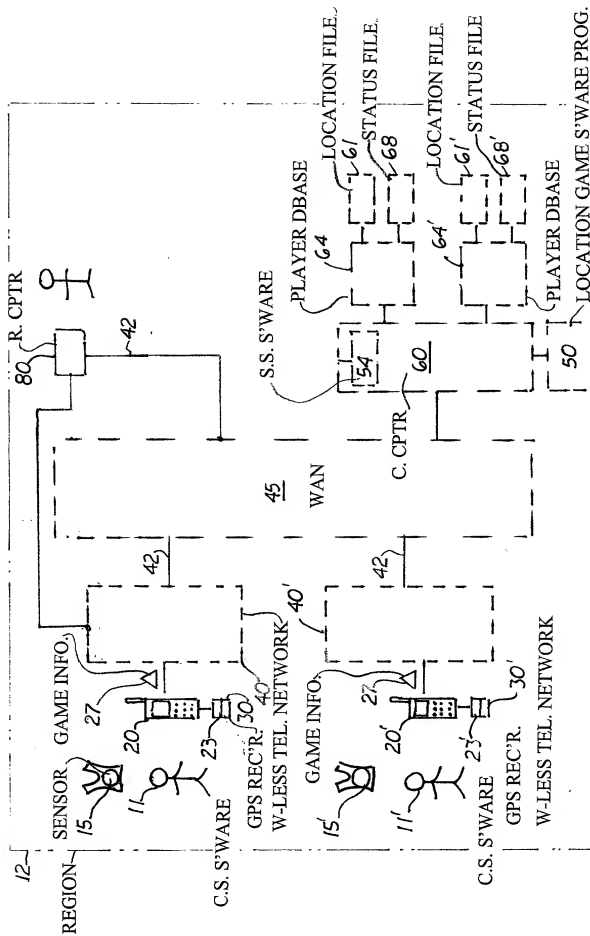 12
REGION
SENSOR
15
11
C.S. S'WARE
GAME INFO.
27
20
23
30
GPS REC'R.
40
W-LESS TEL. NETWORK
15'
11'
C.S. S'WARE
GAME INFO.
27'
20'
23'
30'
GPS REC'R.
40'
W-LESS TEL. NETWORK
42
42
45
WAN
80
R. CPTR
42
S.S. S'WARE
54
60
C. CPTR
PLAYER DBASE
64
64'
PLAYER DBASE
LOCATION FILE
61
STATUS FILE
68
LOCATION FILE
61'
STATUS FILE
68'
50
LOCATION GAME S'WARE PROG.